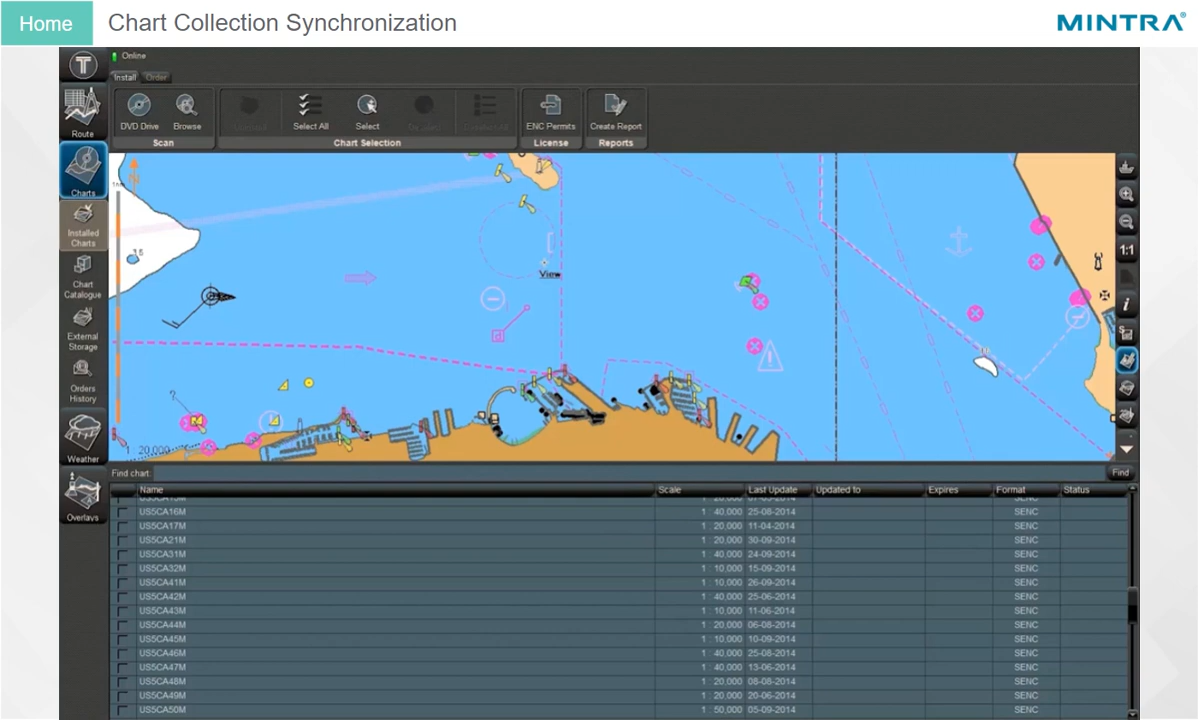 Home
Chart Collection Synchronization
MINTRA®
Online
Install Order
DVD Drive Browse Select All Select ENC Permits Create Report
Scan Chart Selection License Reports
Route
Charts
Installed
Charts
Chart
Catalogue
External
Storage
Orders
History
Weather
Overlays
View
?
20,000
1:1
Find chart: Find
Name Scale Last Update Updated to Expires Format Status
US5CA16M 1 : 40,000 25-08-2014 SENC
US5CA17M 1 : 20,000 11-04-2014 SENC
US5CA21M 1 : 20,000 30-09-2014 SENC
US5CA31M 1 : 40,000 24-09-2014 SENC
US5CA32M 1 : 10,000 15-09-2014 SENC
US5CA41M 1 : 10,000 26-09-2014 SENC
US5CA42M 1 : 40,000 25-06-2014 SENC
US5CA43M 1 : 10,000 11-06-2014 SENC
US5CA44M 1 : 20,000 06-08-2014 SENC
US5CA45M 1 : 10,000 10-09-2014 SENC
US5CA46M 1 : 40,000 25-08-2014 SENC
US5CA47M 1 : 40,000 13-06-2014 SENC
US5CA48M 1 : 20,000 08-08-2014 SENC
US5CA49M 1 : 20,000 20-06-2014 SENC
US5CA50M 1 : 50,000 05-09-2014 SENC